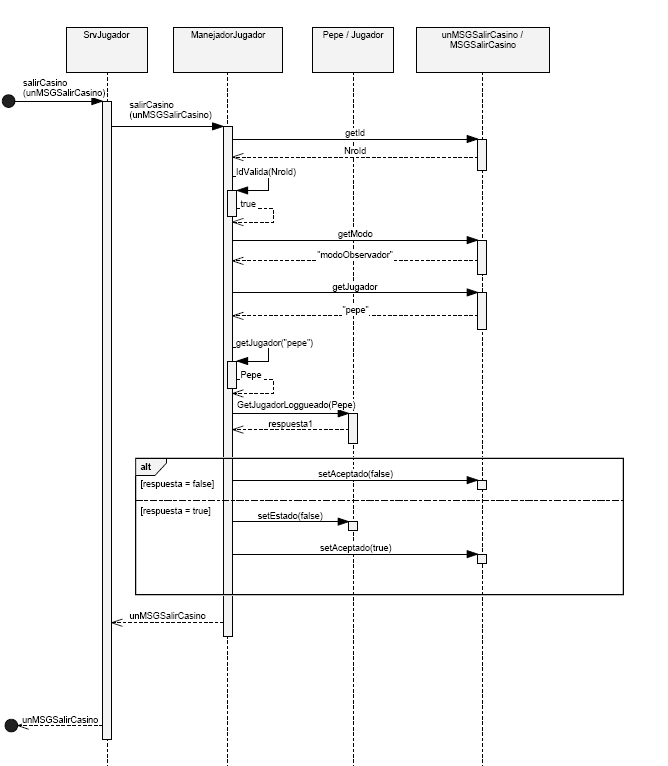 SrvJugador
ManejadorJugador
Pepe / Jugador
unMSGSalirCasino /
MSGSalirCasino
salirCasino
(unMSGSalirCasino)
salirCasino
(unMSGSalirCasino)
getId
NroId
IdValida(NroId)
true
getModo
"modoObservador"
getJugador
"pepe"
getJugador("pepe")
Pepe
GetJugadorLoggueado(Pepe)
respuesta1
alt
setAceptado(false)
[respuesta = false]
[respuesta = true]
setEstado(false)
setAceptado(true)
unMSGSalirCasino
unMSGSalirCasino